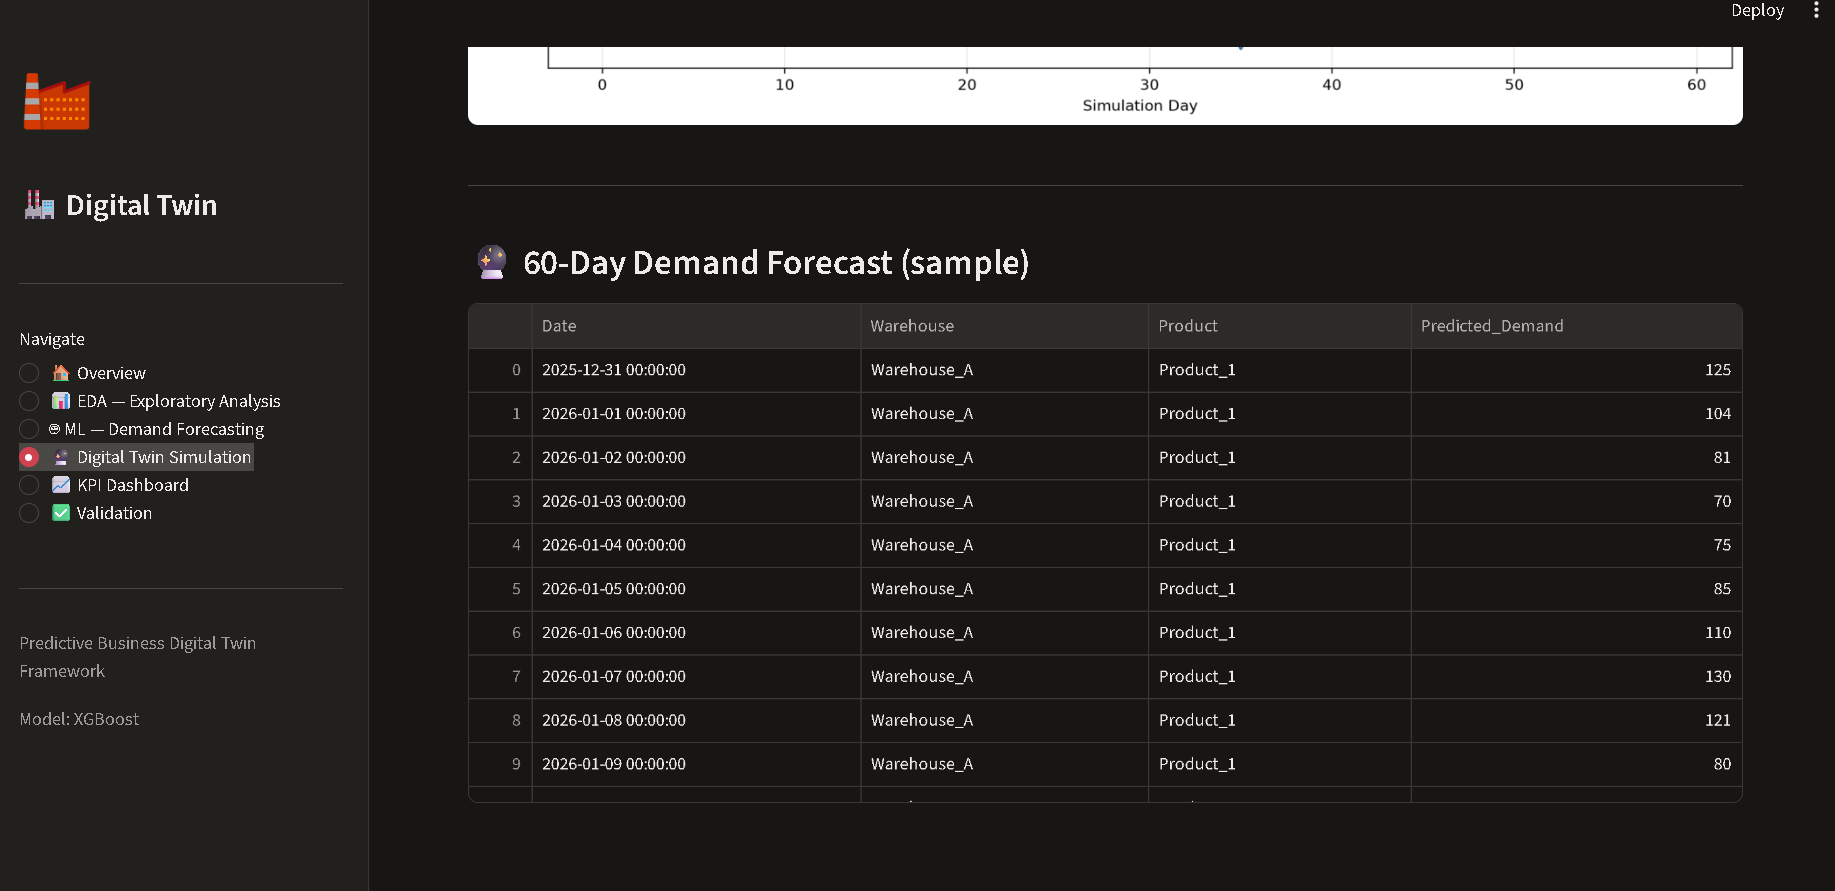 Deploy
Digital Twin
Navigate
Overview
EDA — Exploratory Analysis
ML — Demand Forecasting
Digital Twin Simulation
KPI Dashboard
Validation
Predictive Business Digital Twin
Framework
Model: XGBoost
0 10 20 30 40 50 60
Simulation Day
60-Day Demand Forecast (sample)
Date Warehouse Product Predicted_Demand
0 2025-12-31 00:00:00 Warehouse_A Product_1 125
1 2026-01-01 00:00:00 Warehouse_A Product_1 104
2 2026-01-02 00:00:00 Warehouse_A Product_1 81
3 2026-01-03 00:00:00 Warehouse_A Product_1 70
4 2026-01-04 00:00:00 Warehouse_A Product_1 75
5 2026-01-05 00:00:00 Warehouse_A Product_1 85
6 2026-01-06 00:00:00 Warehouse_A Product_1 110
7 2026-01-07 00:00:00 Warehouse_A Product_1 130
8 2026-01-08 00:00:00 Warehouse_A Product_1 121
9 2026-01-09 00:00:00 Warehouse_A Product_1 80